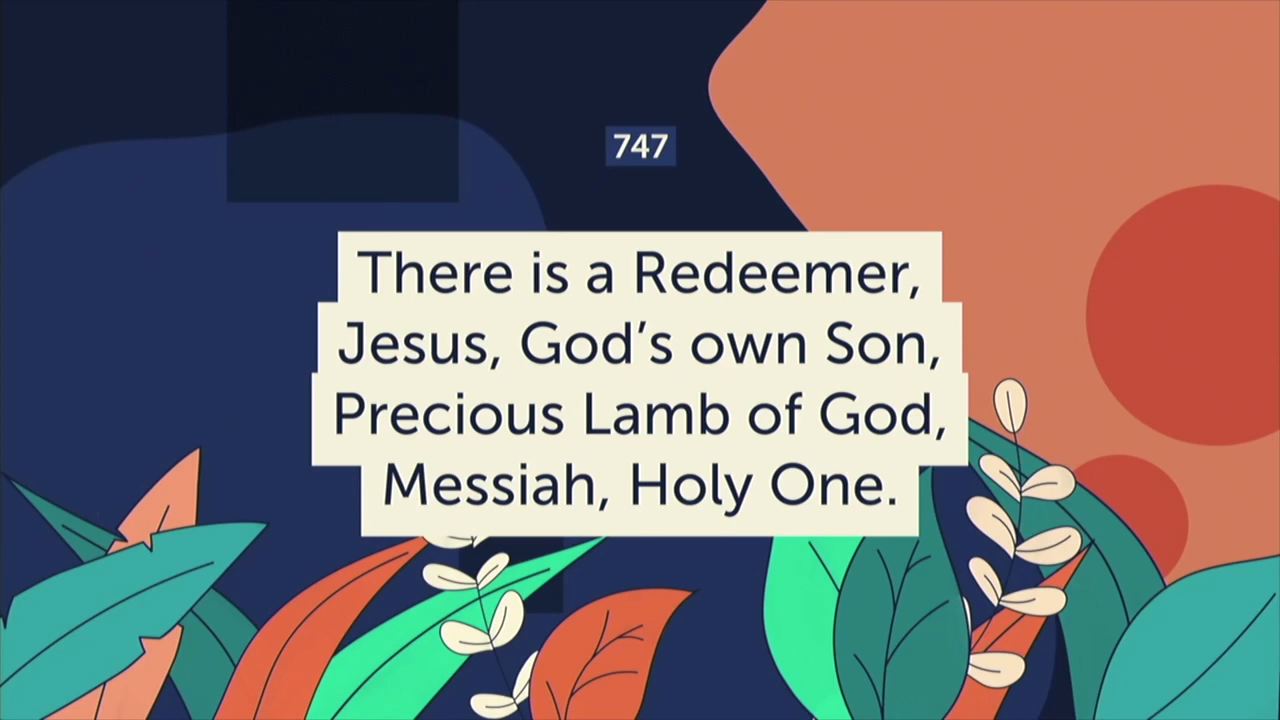 747
There is a Redeemer,
Jesus, God’s own Son,
Precious Lamb of God,
Messiah, Holy One.